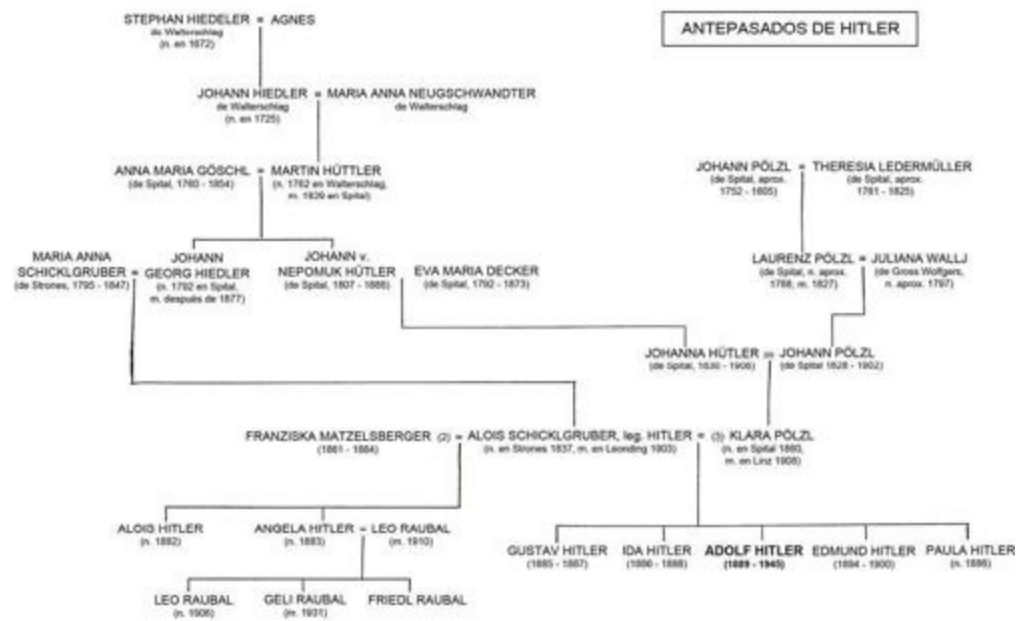 STEPHAN HIEDELER = AGNES
de Walterschlag
(n. en 1672)
ANTEPASADOS DE HITLER
JOHANN HIEDLER = MARIA ANNA NEUGSCHWANDTER
de Walterschlag de Walterschlag
(n. en 1725)
ANNA MARIA GÖSCHL = MARTIN HÜTTLER
(de Spital, 1760 - 1854) (n. 1762 en Walterschlag,
m. 1829 en Spital)
JOHANN PÖLZL = THERESIA LEDERMÜLLER
(de Spital, aprox. (de Spital, aprox.
1752 - 1805) 1761 - 1825)
MARIA ANNA
SCHICKLGRUBER =
(de Strones, 1795 - 1847)
JOHANN
GEORG HIEDLER
(n. 1792 en Spital,
m. después de 1877)
JOHANN v.
NEPOMUK HÜTLER
(de Spital, 1807 - 1888)
EVA MARIA DECKER
(de Spital, 1792 - 1873)
LAURENZ PÖLZL = JULIANA WALLJ
(de Spital, n. aprox. (de Gross Wolfgers,
1788, m. 1827) n. aprox. 1797)
JOHANNA HÜTLER = JOHANN PÖLZL
(de Spital, 1830 - 1906) (de Spital 1828 - 1902)
FRANZISKA MATZELSBERGER (2) = ALOIS SCHICKLGRUBER, leg. HITLER = (3) KLARA PÖLZL
(1861 - 1884) (n. en Strones 1837, m. en Leonding 1903) (n. en Spital 1860,
m. en Linz 1908)
ALOIS HITLER ANGELA HITLER = LEO RAUBAL
(n. 1882) (n. 1883) (m. 1910)
GUSTAV HITLER IDA HITLER ADOLF HITLER EDMUND HITLER PAULA HITLER
(1885 - 1887) (1886 - 1888) (1889 - 1945) (1894 - 1900) (n. 1896)
LEO RAUBAL GELI RAUBAL FRIEDL RAUBAL
(n. 1906) (m. 1931)